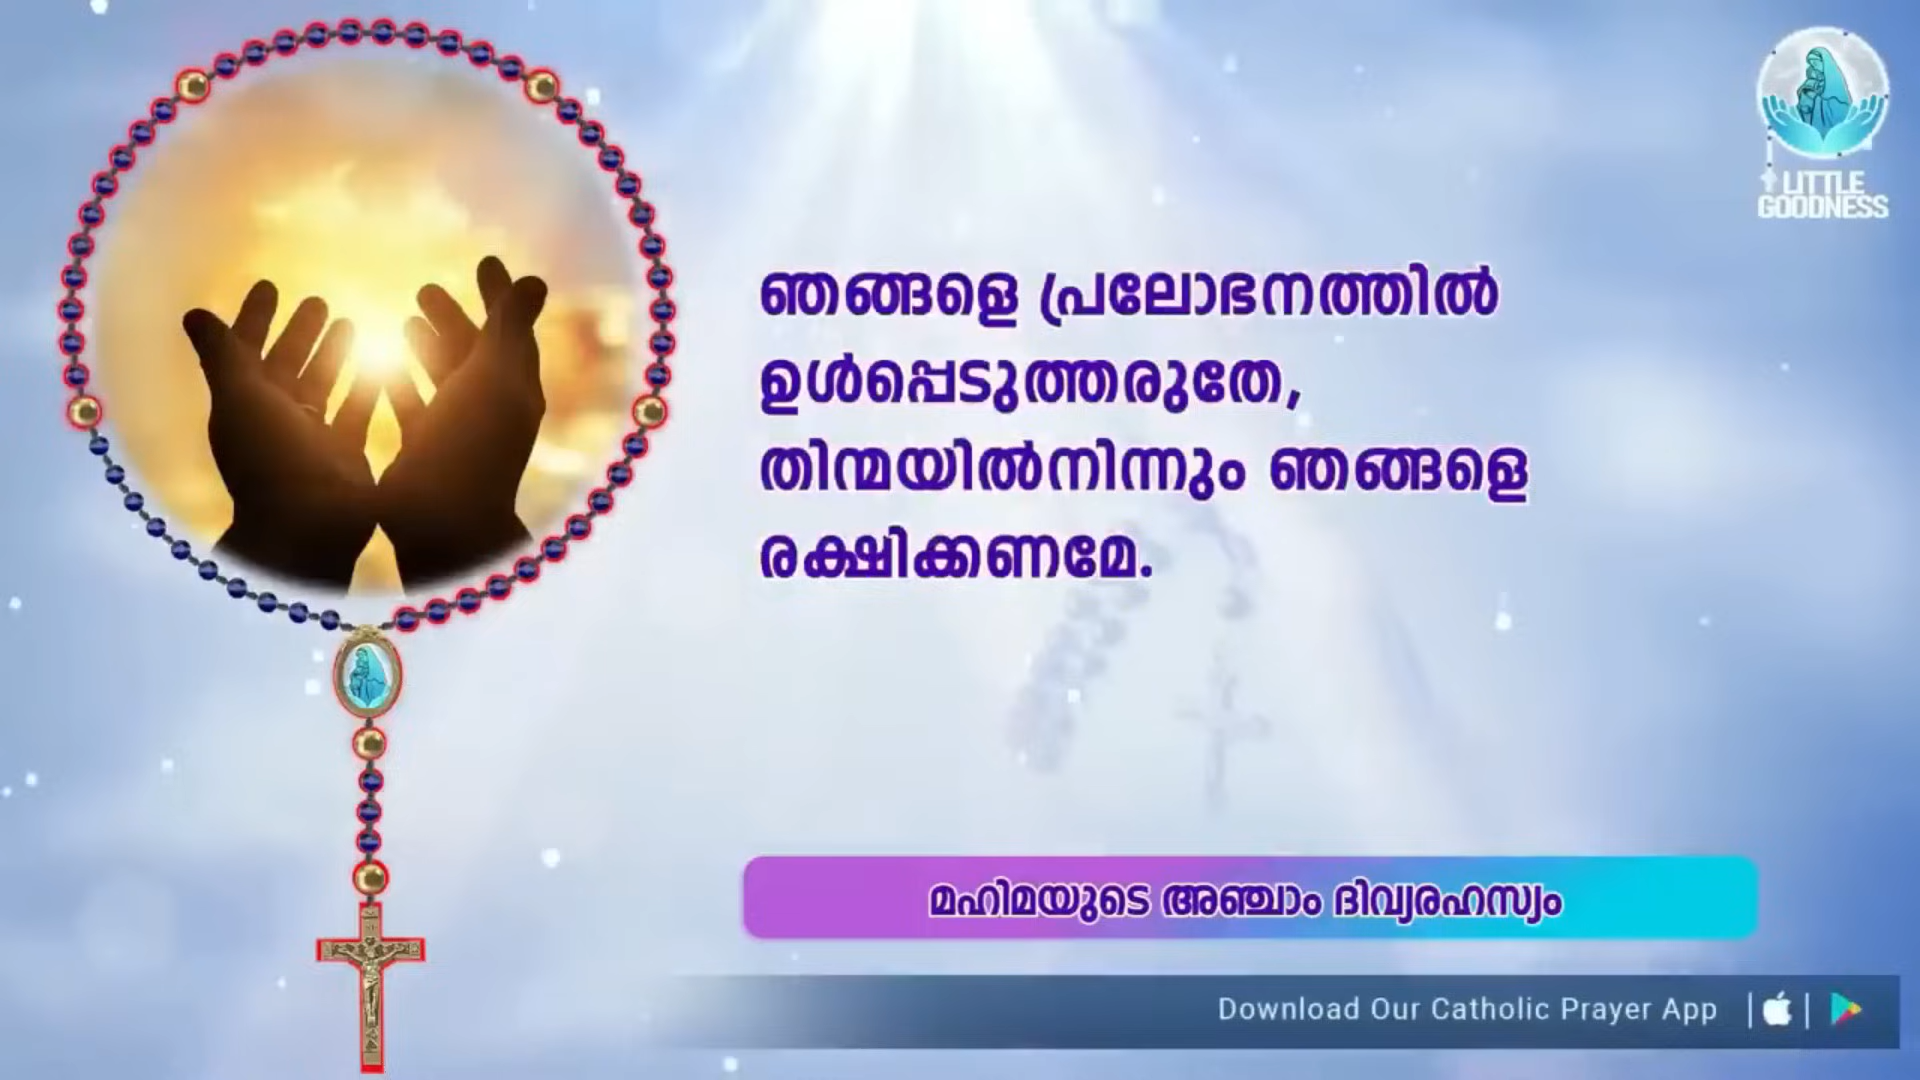 LITTLE
GOODNESS
ഞങ്ങളെ പ്രലോഭനത്തിൽ
ഉൾപ്പെടുത്തരുതേ,
തിന്മയിൽനിന്നും ഞങ്ങളെ
രക്ഷിക്കണമേ.
മഹിമയുടെ അഞ്ചാം ദിവ്യരഹസ്യം
Download Our Catholic Prayer App